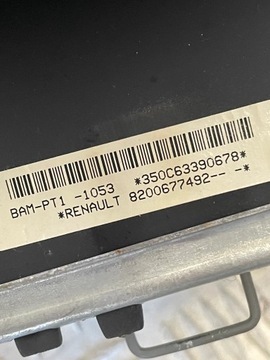 BAM-PT1 -1053 *350C63390678*
*RENAULT 8200677492-- -*